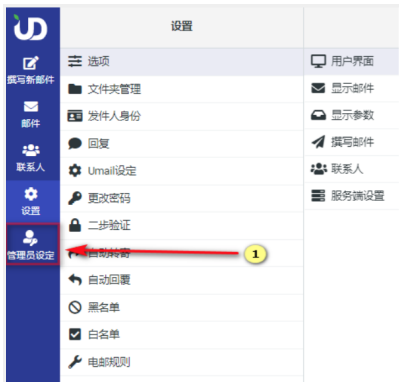 UD
撰写新邮件
邮件
联系人
设置
管理员设定
设置
选项
文件夹管理
发件人身份
回复
Umail设定
更改密码
二步验证
自动转寄
自动回覆
黑名单
白名单
电邮规则
用户界面
显示邮件
显示参数
撰写邮件
联系人
服务端设置
1